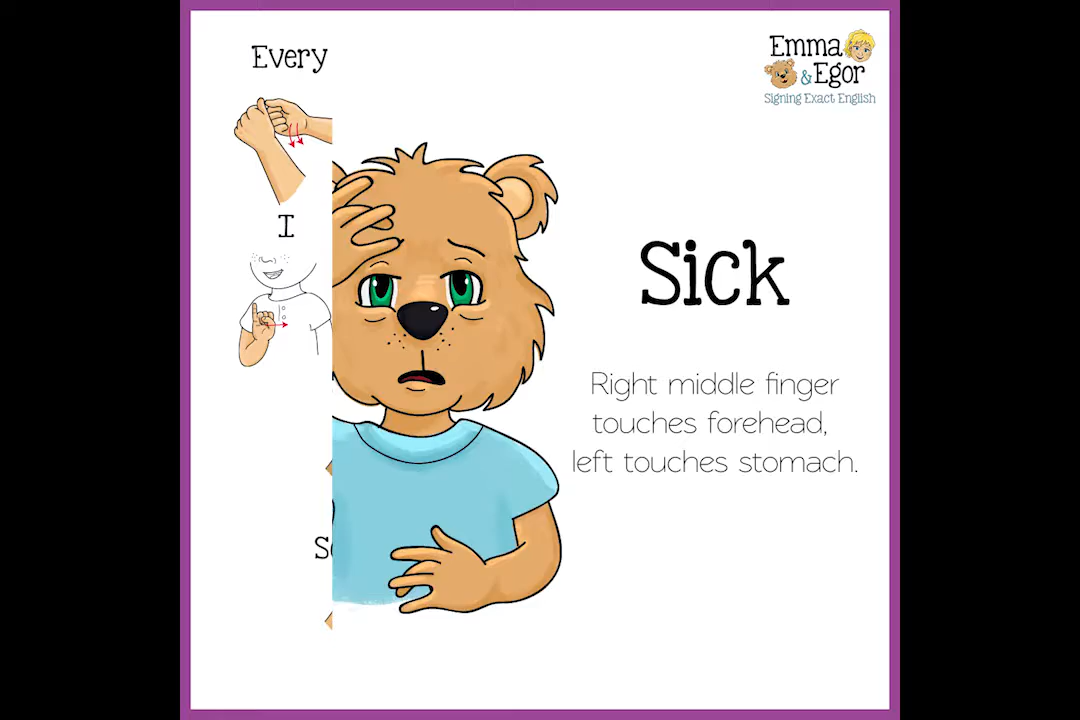 Every
Emma
& Egor
Signing Exact English
I
Sick
Right middle finger
touches forehead,
left touches stomach.